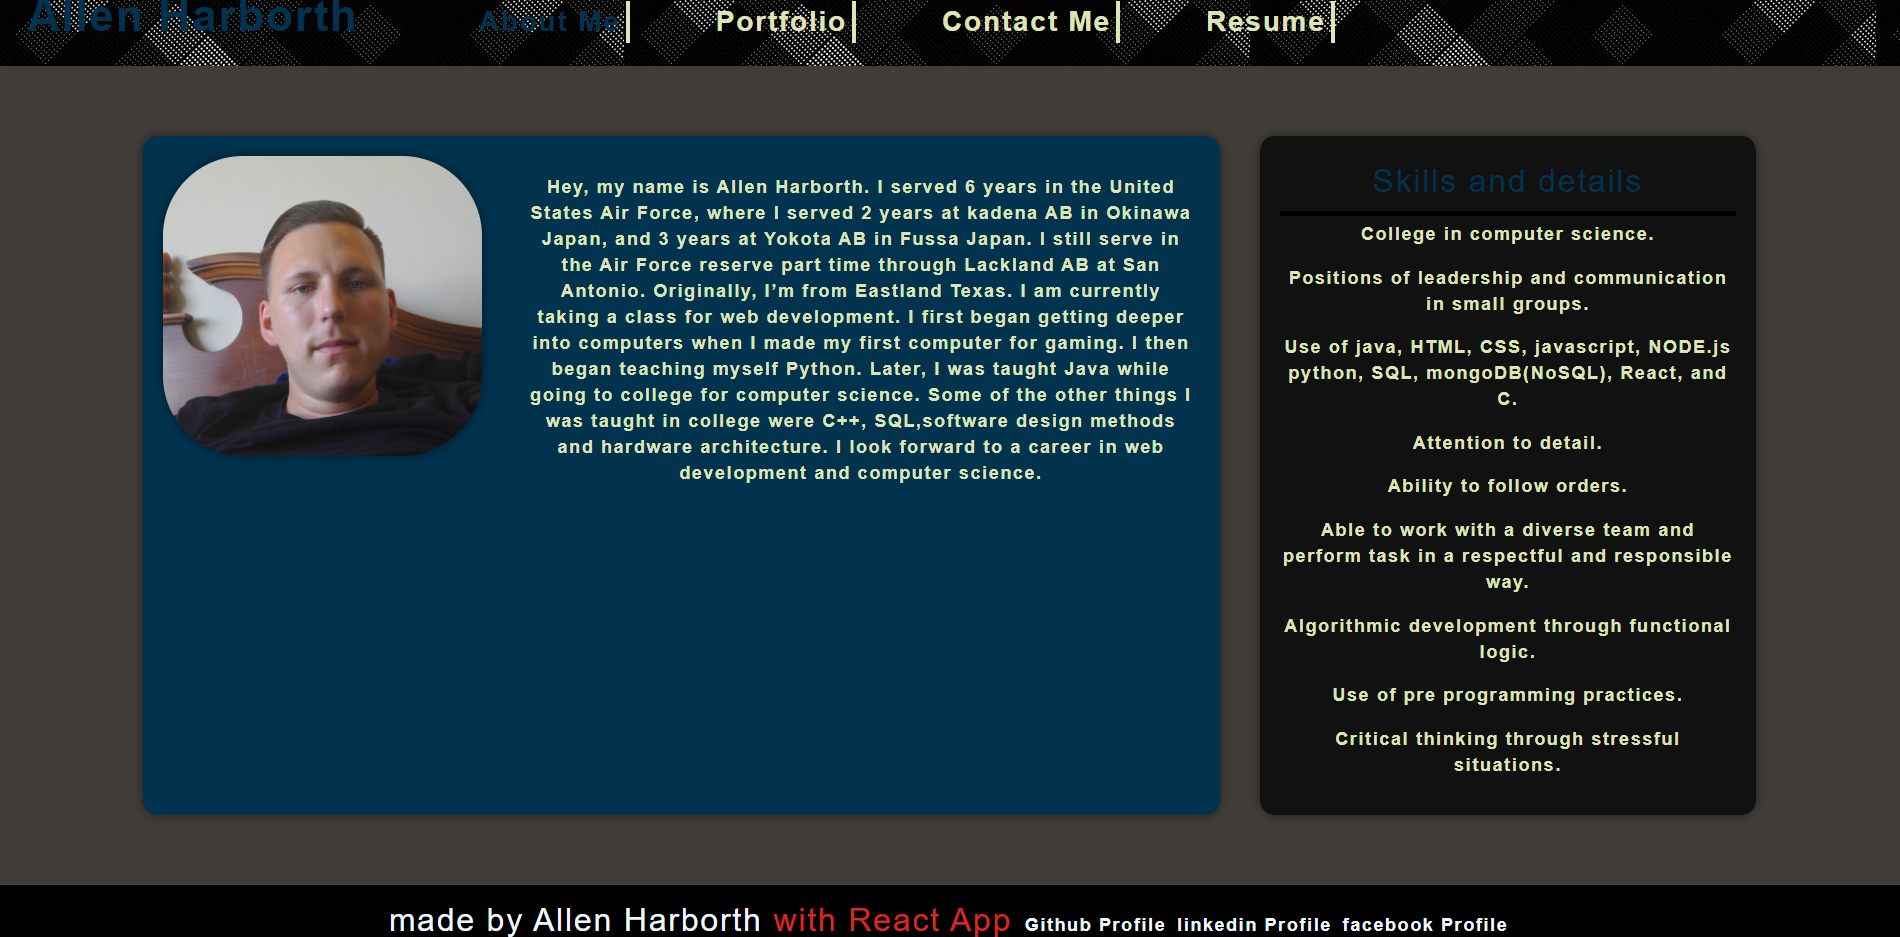 Allen Harborth
About Me
Portfolio
Contact Me
Resume
Hey, my name is Allen Harborth. I served 6 years in the United
States Air Force, where I served 2 years at kadena AB in Okinawa
Japan, and 3 years at Yokota AB in Fussa Japan. I still serve in
the Air Force reserve part time through Lackland AB at San
Antonio. Originally, I’m from Eastland Texas. I am currently
taking a class for web development. I first began getting deeper
into computers when I made my first computer for gaming. I then
began teaching myself Python. Later, I was taught Java while
going to college for computer science. Some of the other things I
was taught in college were C++, SQL,software design methods
and hardware architecture. I look forward to a career in web
development and computer science.
Skills and details
College in computer science.
Positions of leadership and communication
in small groups.
Use of java, HTML, CSS, javascript, NODE.js
python, SQL, mongoDB(NoSQL), React, and
C.
Attention to detail.
Ability to follow orders.
Able to work with a diverse team and
perform task in a respectful and responsible
way.
Algorithmic development through functional
logic.
Use of pre programming practices.
Critical thinking through stressful
situations.
made by Allen Harborth with React App Github Profile linkedin Profile facebook Profile